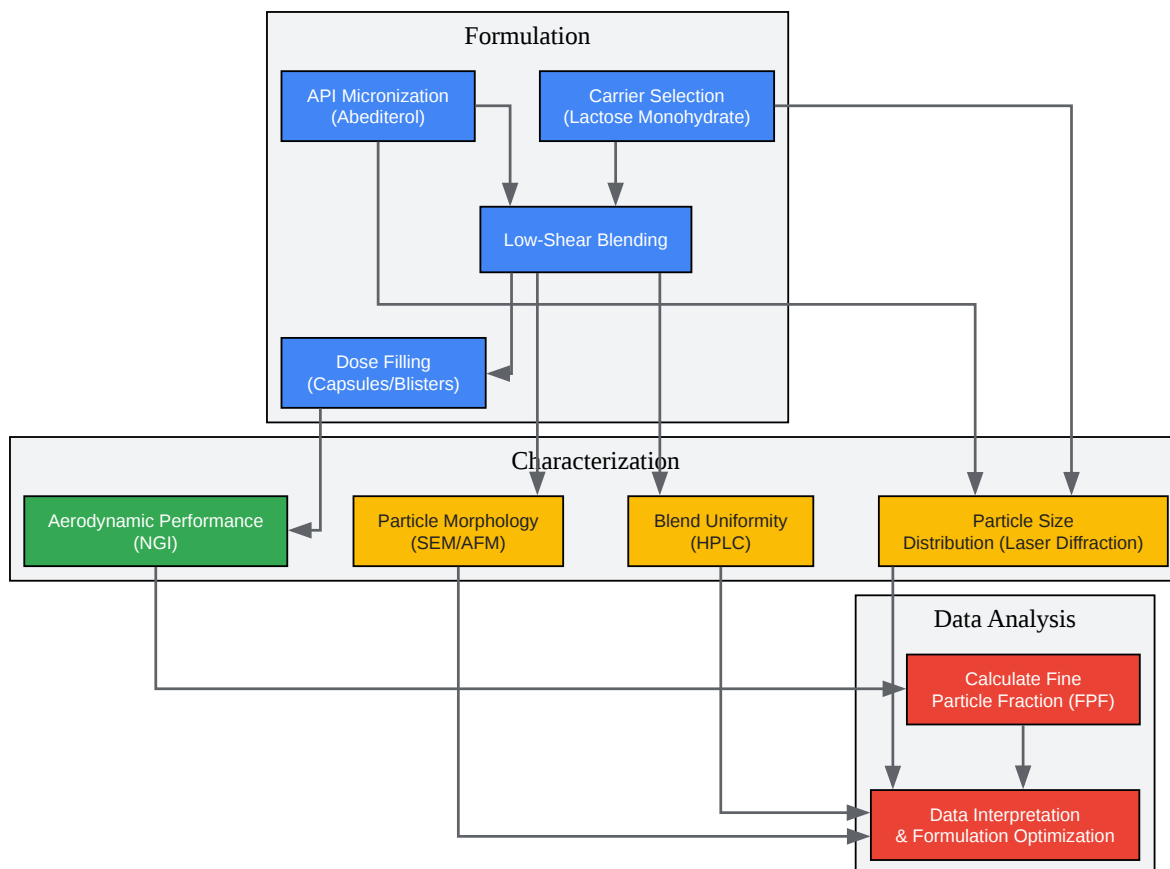 Formulation
API Micronization
(Abediterol)
Carrier Selection
(Lactose Monohydrate)
Low-Shear Blending
Dose Filling
(Capsules/Blisters)
Characterization
Aerodynamic Performance
(NGI)
Particle Morphology
(SEM/AFM)
Blend Uniformity
(HPLC)
Particle Size
Distribution (Laser Diffraction)
Data Analysis
Calculate Fine
Particle Fraction (FPF)
Data Interpretation
& Formulation Optimization